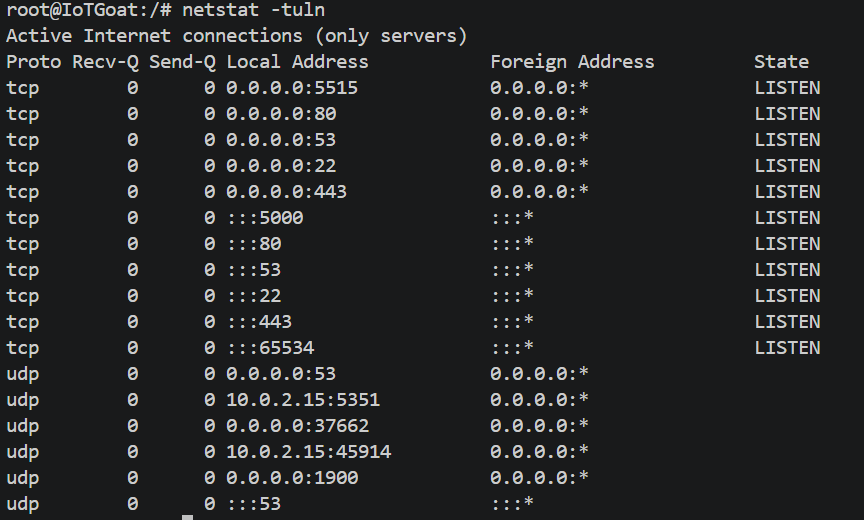 root@IoTGoat:/# netstat -tuln
Active Internet connections (only servers)
Proto Recv-Q Send-Q Local Address           Foreign Address         State
tcp        0      0 0.0.0.0:5515            0.0.0.0:*               LISTEN
tcp        0      0 0.0.0.0:80              0.0.0.0:*               LISTEN
tcp        0      0 0.0.0.0:53              0.0.0.0:*               LISTEN
tcp        0      0 0.0.0.0:22              0.0.0.0:*               LISTEN
tcp        0      0 0.0.0.0:443             0.0.0.0:*               LISTEN
tcp        0      0 :::5000                 :::*                    LISTEN
tcp        0      0 :::80                   :::*                    LISTEN
tcp        0      0 :::53                   :::*                    LISTEN
tcp        0      0 :::22                   :::*                    LISTEN
tcp        0      0 :::443                  :::*                    LISTEN
tcp        0      0 :::65534                :::*                    LISTEN
udp        0      0 0.0.0.0:53              0.0.0.0:*
udp        0      0 10.0.2.15:5351          0.0.0.0:*
udp        0      0 0.0.0.0:37662           0.0.0.0:*
udp        0      0 10.0.2.15:45914         0.0.0.0:*
udp        0      0 0.0.0.0:1900            0.0.0.0:*
udp        0      0 :::53                   :::*